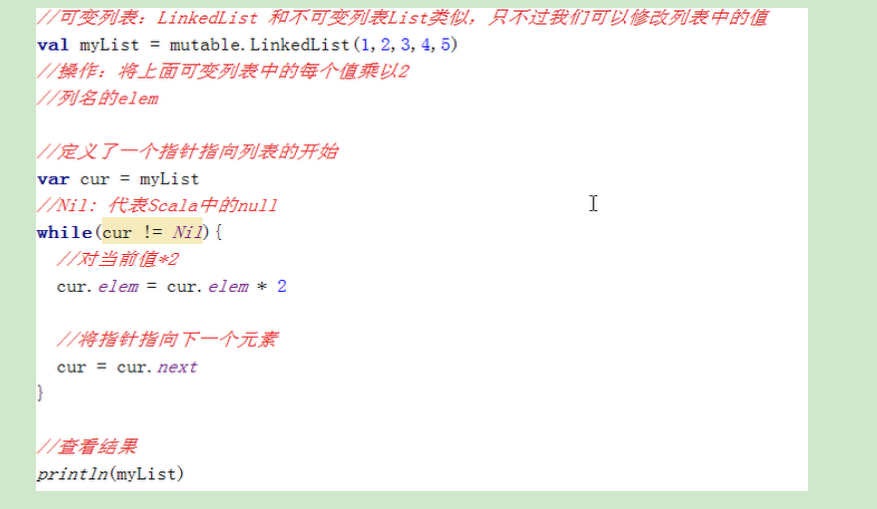 //可变列表：LinkedList 和不可变列表List类似，只不过我们可以修改列表中的值
val myList = mutable.LinkedList(1,2,3,4,5)
//操作：将上面可变列表中的每个值乘以2
//列名的elem
//定义了一个指针指向列表的开始
var cur = myList
//Nil: 代表Scala中的null
while(cur != Nil){
//对当前值*2
cur.elem = cur.elem * 2
//将指针指向下一个元素
cur = cur.next
}
//查看结果
println(myList)